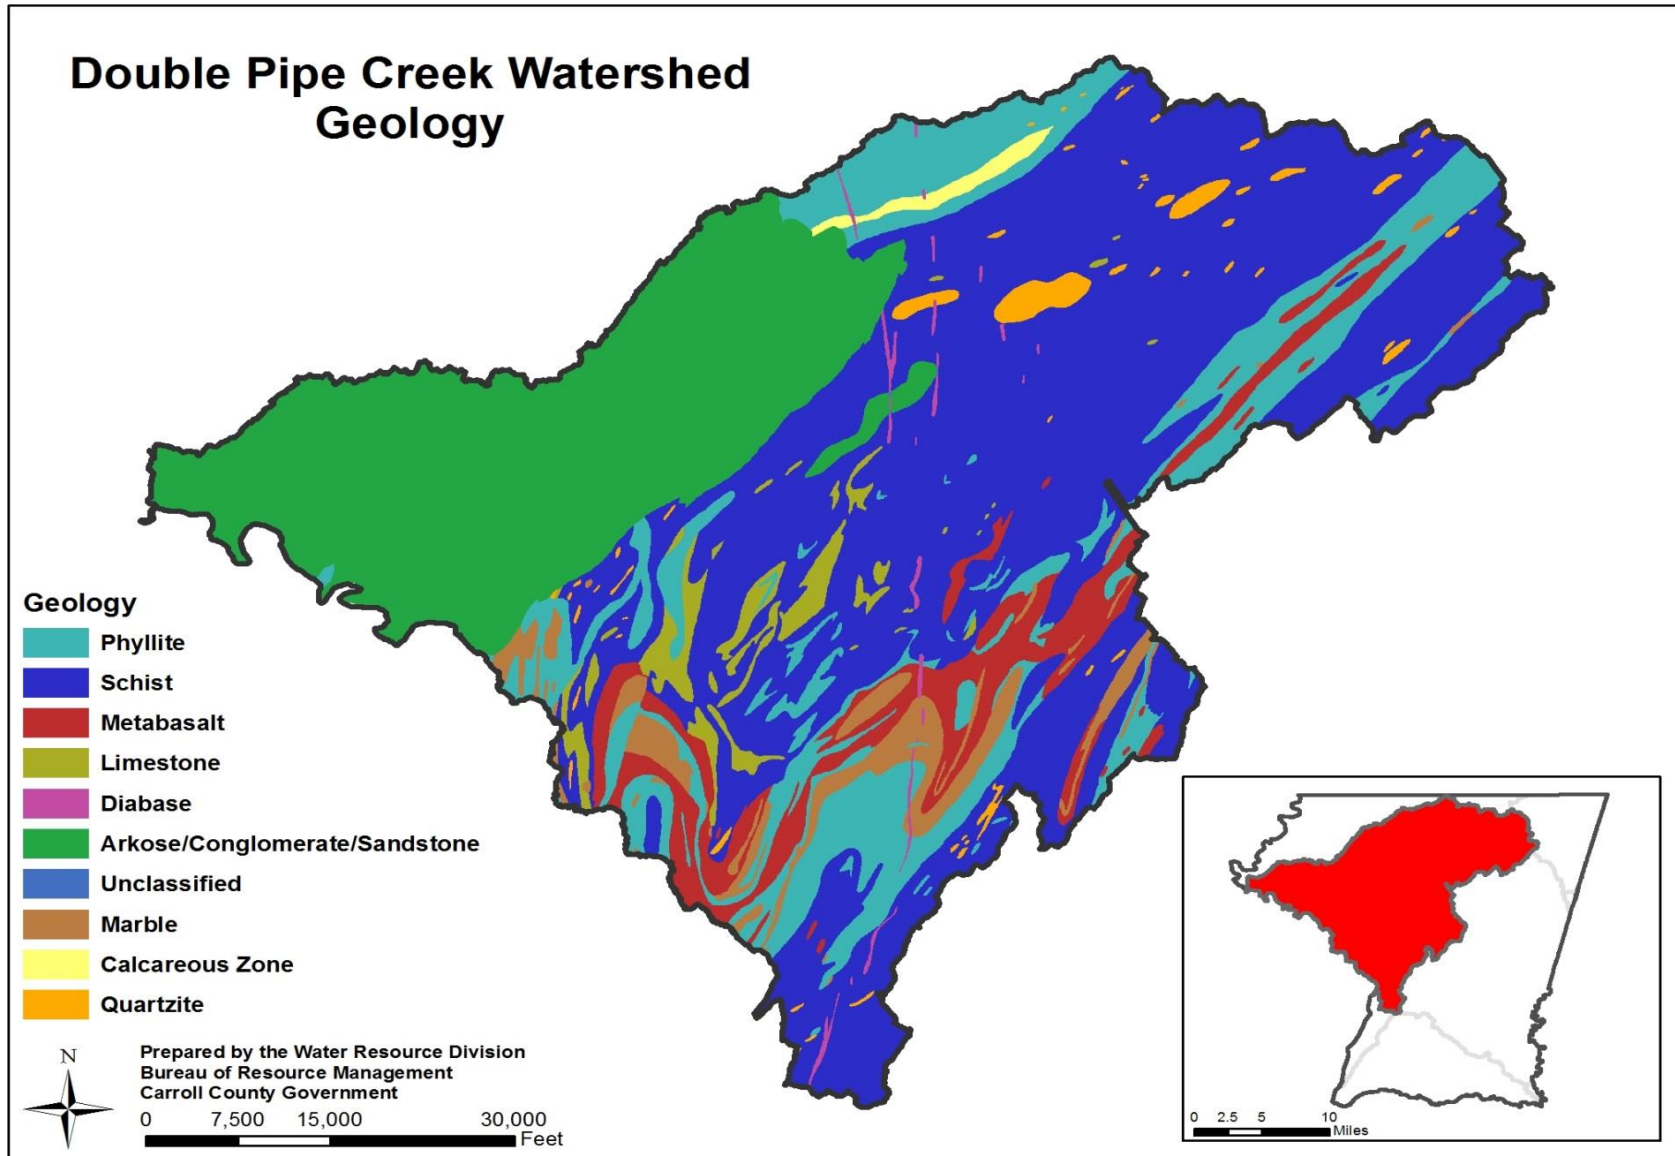 Double Pipe Creek Watershed
Geology
Geology
Phyllite
Schist
Metabasalt
Limestone
Diabase
Arkose/Conglomerate/Sandstone
Unclassified
Marble
Calcareous Zone
Quartzite
N
Prepared by the Water Resource Division
Bureau of Resource Management
Carroll County Government
0 7,500 15,000 30,000
Feet
0 2.5 5 10
Miles